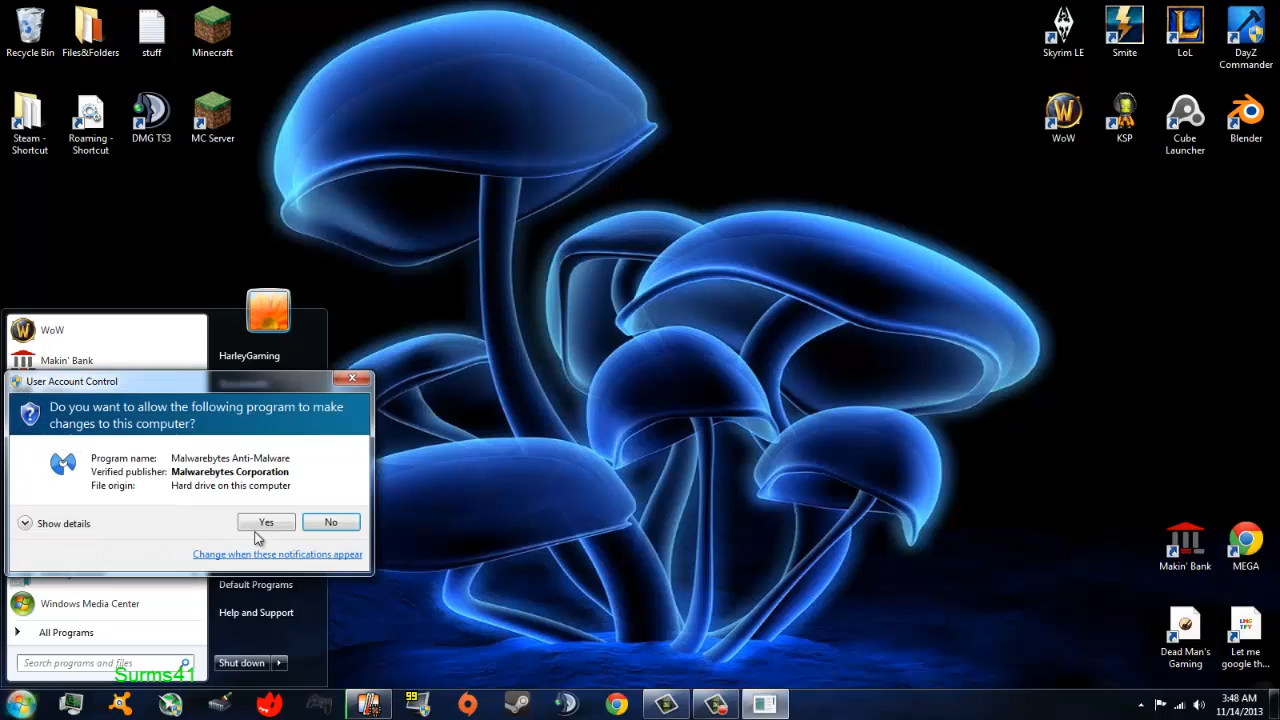 Recycle Bin
Files&Folders
stuff
Minecraft
Skyrim LE
Smite
LoL
DayZ
Commander
Steam -
Shortcut
Roaming -
Shortcut
DMG TS3
MC Server
WoW
KSP
Cube
Launcher
Blender
WoW
Makin' Bank
HarleyGaming
User Account Control
Do you want to allow the following program to make
changes to this computer?
Program name: Malwarebytes Anti-Malware
Verified publisher: Malwarebytes Corporation
File origin: Hard drive on this computer
Show details
Yes
No
Change when these notifications appear
Default Programs
Windows Media Center
Help and Support
All Programs
Search programs and files
Shut down
Surms41
Makin' Bank
MEGA
Dead Man's
Gaming
Let me
google th...
99
3:48 AM
11/14/2013